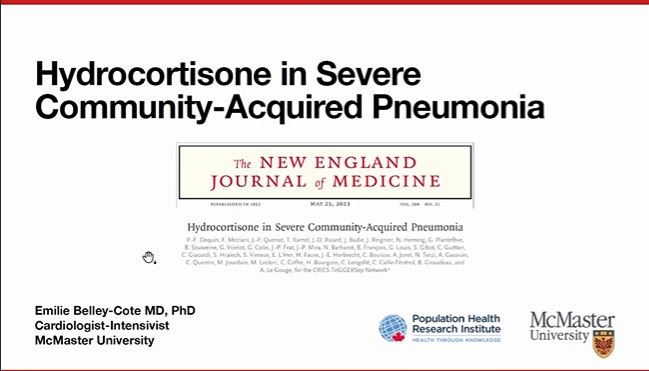 Hydrocortisone in Severe
Community-Acquired Pneumonia
The NEW ENGLAND
JOURNAL of MEDICINE
ESTABLISHED IN 1812 MAY 25, 2023 VOL. 388 NO. 21
Hydrocortisone in Severe Community-Acquired Pneumonia
P.-F. Dequin, F. Meziani, J.-P. Quenot, T. Kamel, J.-D. Ricard, J. Badie, J. Reignier, N. Heming, G. Plantefève,
B. Souweine, G. Voiriot, G. Colin, J.-P. Frat, J.-P. Mira, N. Barbarot, B. François, G. Louis, S. Gibot, C. Guitton,
C. Giacardi, S. Hraiech, S. Vimeux, E. L'Her, H. Faure, J.-E. Herbrecht, C. Bouisse, A. Joret, N. Terzi, A. Gacouin,
C. Quentin, M. Jourdain, M. Leclerc, C. Coffre, H. Bourgoin, C. Lengellé, C. Caille-Fénérol, B. Giraudeau, and
A. Le Gouge, for the CRICS-TriGGERSep Network*
Emilie Belley-Cote MD, PhD
Cardiologist-Intensivist
McMaster University
Population Health
Research Institute
HEALTH THROUGH KNOWLEDGE
McMaster
University